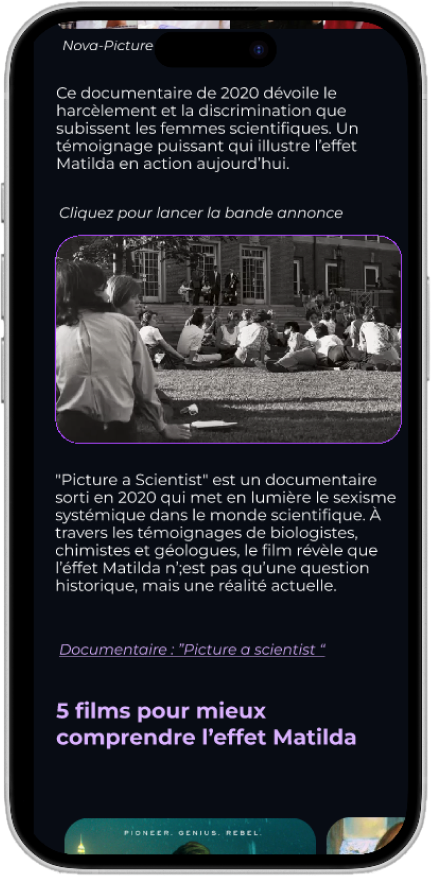 Nova-Picture
Ce documentaire de 2020 dévoile le
harcèlement et la discrimination que
subissent les femmes scientifiques. Un
témoignage puissant qui illustre l’effet
Matilda en action aujourd’hui.
Cliquez pour lancer la bande annonce
"Picture a Scientist" est un documentaire
sorti en 2020 qui met en lumière le sexisme
systémique dans le monde scientifique. À
travers les témoignages de biologistes,
chimistes et géologues, le film révèle que
l’éffet Matilda n’;est pas qu’une question
historique, mais une réalité actuelle.
Documentaire : ”Picture a scientist “
5 films pour mieux
comprendre l’effet Matilda
PIONEER. GENIUS. REBEL.